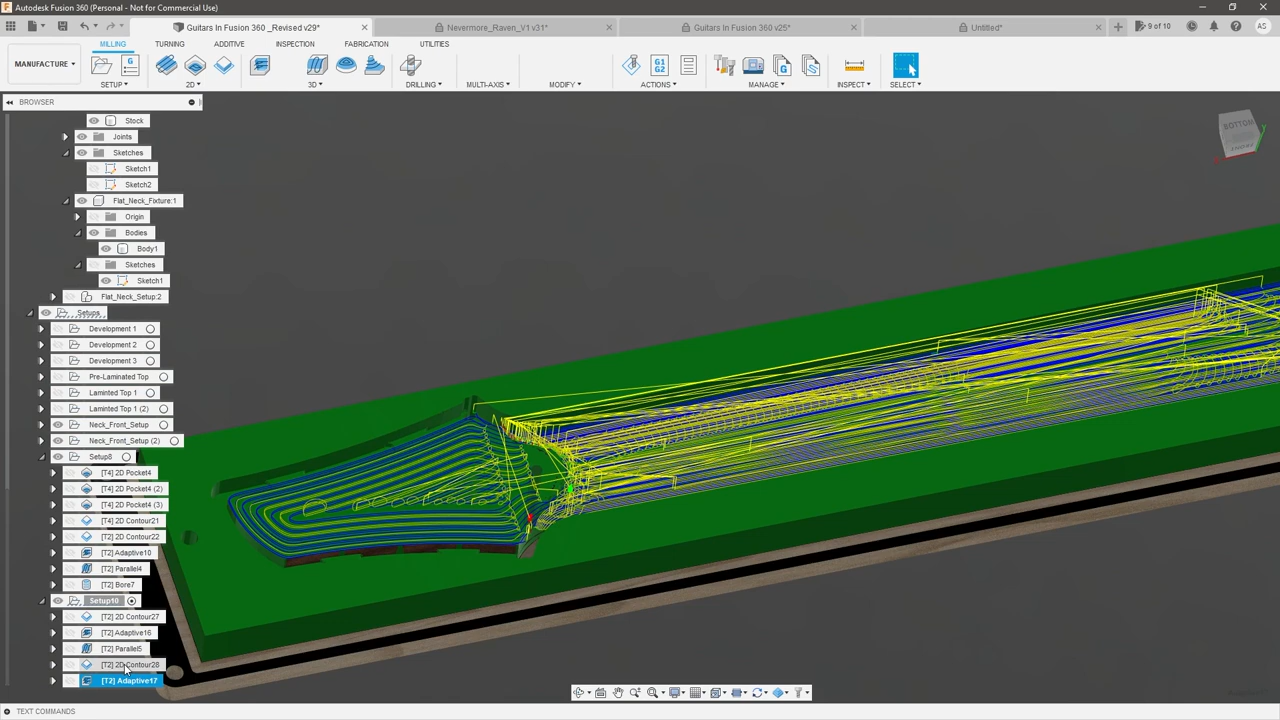 Autodesk Fusion 360 (Personal - Not for Commercial Use)
Guitars In Fusion 360 _Revised v29*
Nevermore_Raven_V1 v31*
Guitars In Fusion 360 v25*
Untitled*
9 of 10
AS
MILLING
TURNING
ADDITIVE
INSPECTION
FABRICATION
UTILITIES
MANUFACTURE
G
G1
G2
G
SETUP
2D
3D
DRILLING
MULTI-AXIS
MODIFY
ACTIONS
MANAGE
INSPECT
SELECT
BROWSER
BOTTOM
Stock
Joints
Sketches
Sketch1
Sketch2
Flat_Neck_Fixture:1
Origin
Bodies
Body1
Sketches
Sketch1
Flat_Neck_Setup:2
Setups
Development 1
Development 2
Development 3
Pre-Laminated Top
Laminted Top 1
Laminted Top 1 (2)
Neck_Front_Setup
Neck_Front_Setup (2)
Setup8
[T4] 2D Pocket4
[T4] 2D Pocket4 (2)
[T4] 2D Pocket4 (3)
[T4] 2D Contour21
[T2] 2D Contour22
[T2] Adaptive10
[T2] Parallel4
[T2] Bore7
Setup10
[T2] 2D Contour27
[T2] Adaptive16
[T2] Parallel5
[T2] 2D Contour28
[T2] Adaptive17
TEXT COMMANDS